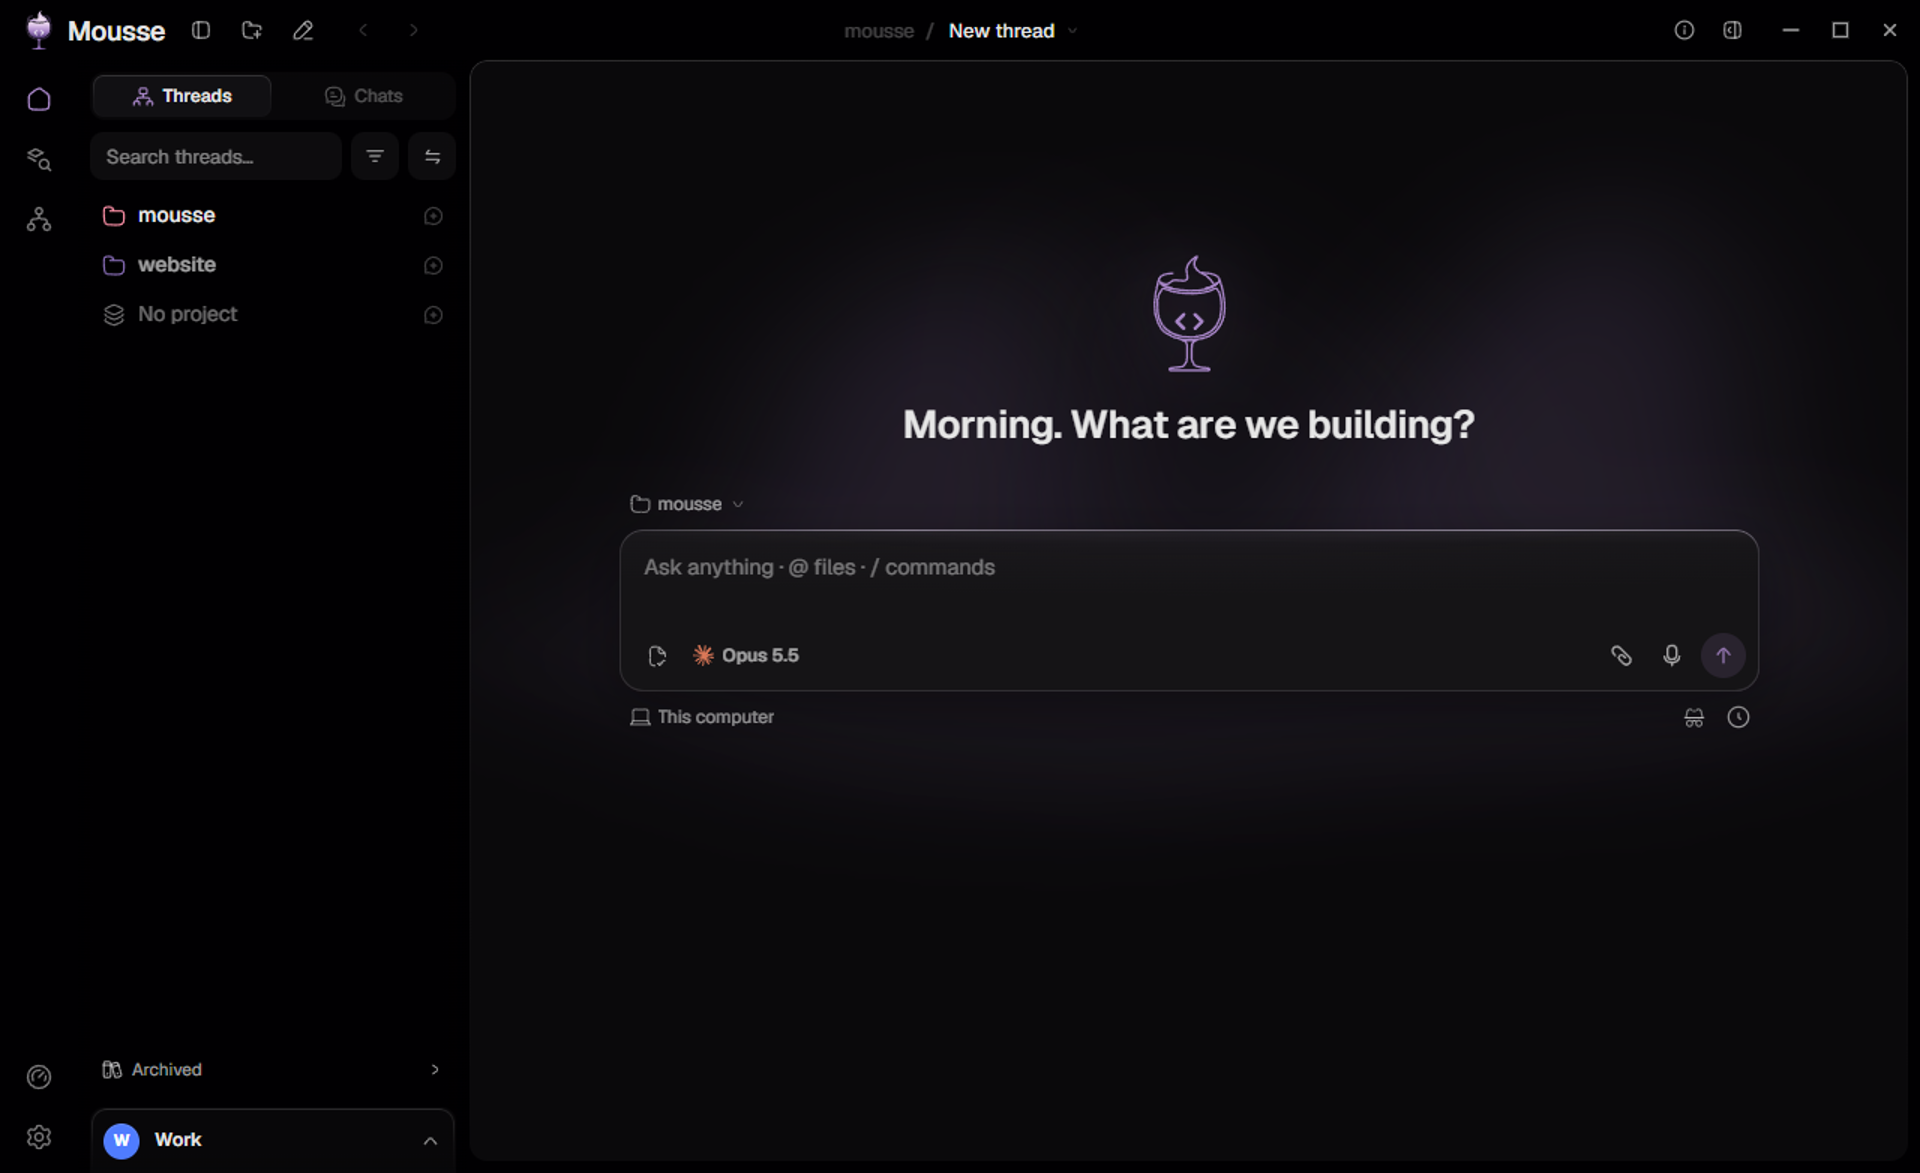 Mousse
mousse / New thread
Threads
Chats
Search threads...
mousse
website
No project
Morning. What are we building?
mousse
Ask anything · @ files · / commands
Opus 5.5
This computer
Archived
W
Work